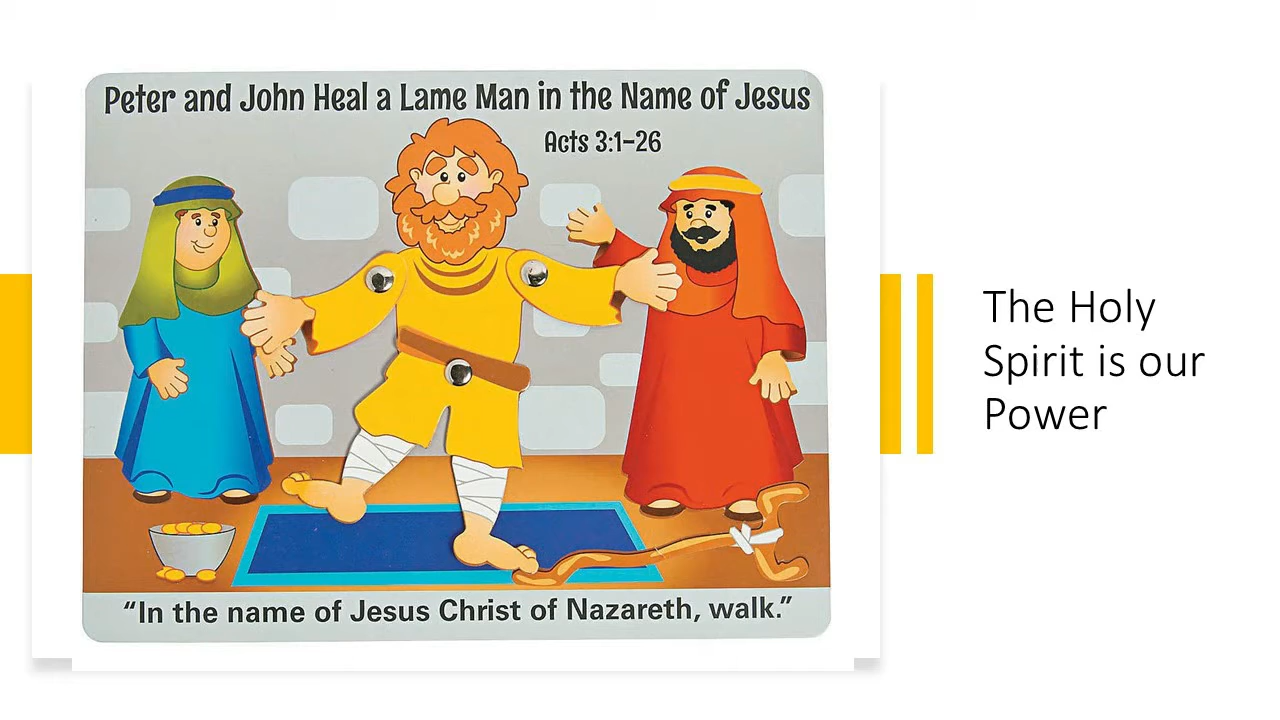 Peter and John Heal a Lame Man in the Name of Jesus
Acts 3:1–26
“In the name of Jesus Christ of Nazareth, walk.”
The Holy
Spirit is our
Power